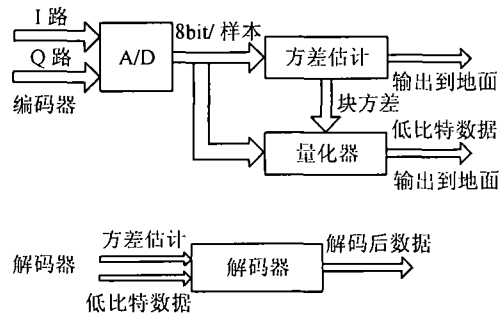 I 路
Q 路
编码器
A/D
8bit/ 样本
方差估计
输出到地面
块方差
量化器
低比特数据
输出到地面
解码器
方差估计
低比特数据
解码器
解码后数据